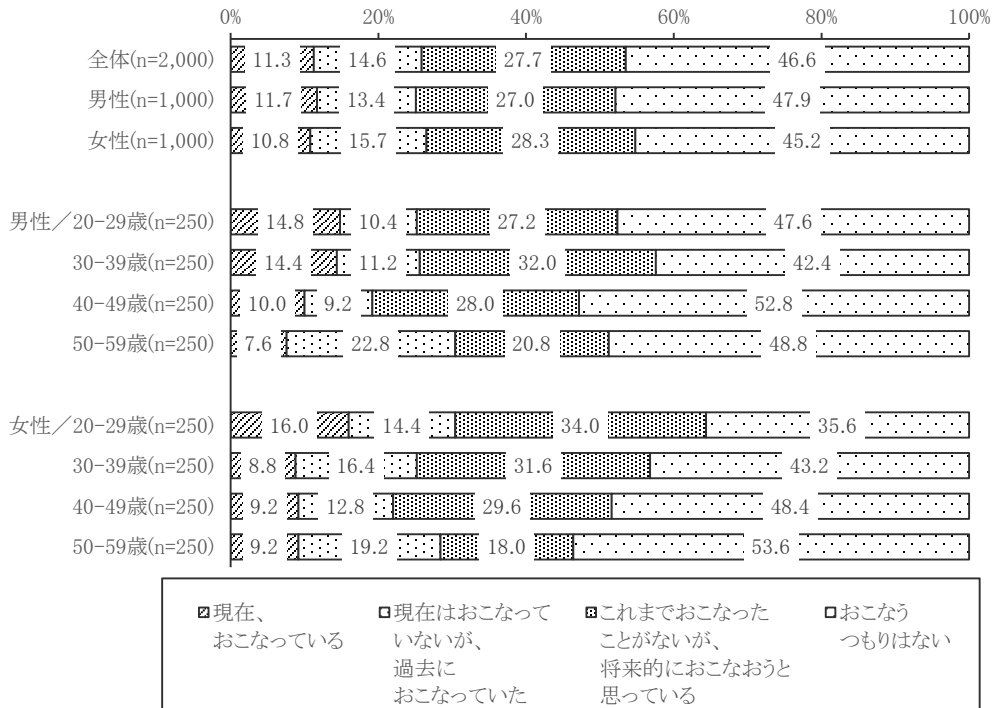 0% 20% 40% 60% 80% 100%
全体(n=2,000) 11.3 14.6 27.7 46.6
男性(n=1,000) 11.7 13.4 27.0 47.9
女性(n=1,000) 10.8 15.7 28.3 45.2
男性／20-29歳(n=250) 14.8 10.4 27.2 47.6
30-39歳(n=250) 14.4 11.2 32.0 42.4
40-49歳(n=250) 10.0 9.2 28.0 52.8
50-59歳(n=250) 7.6 22.8 20.8 48.8
女性／20-29歳(n=250) 16.0 14.4 34.0 35.6
30-39歳(n=250) 8.8 16.4 31.6 43.2
40-49歳(n=250) 9.2 12.8 29.6 48.4
50-59歳(n=250) 9.2 19.2 18.0 53.6
現在、
おこなっている
現在はおこなって
いないが、
過去に
おこなっていた
これまでおこなった
ことがないが、
将来的におこなおうと
思っている
おこなう
つもりはない